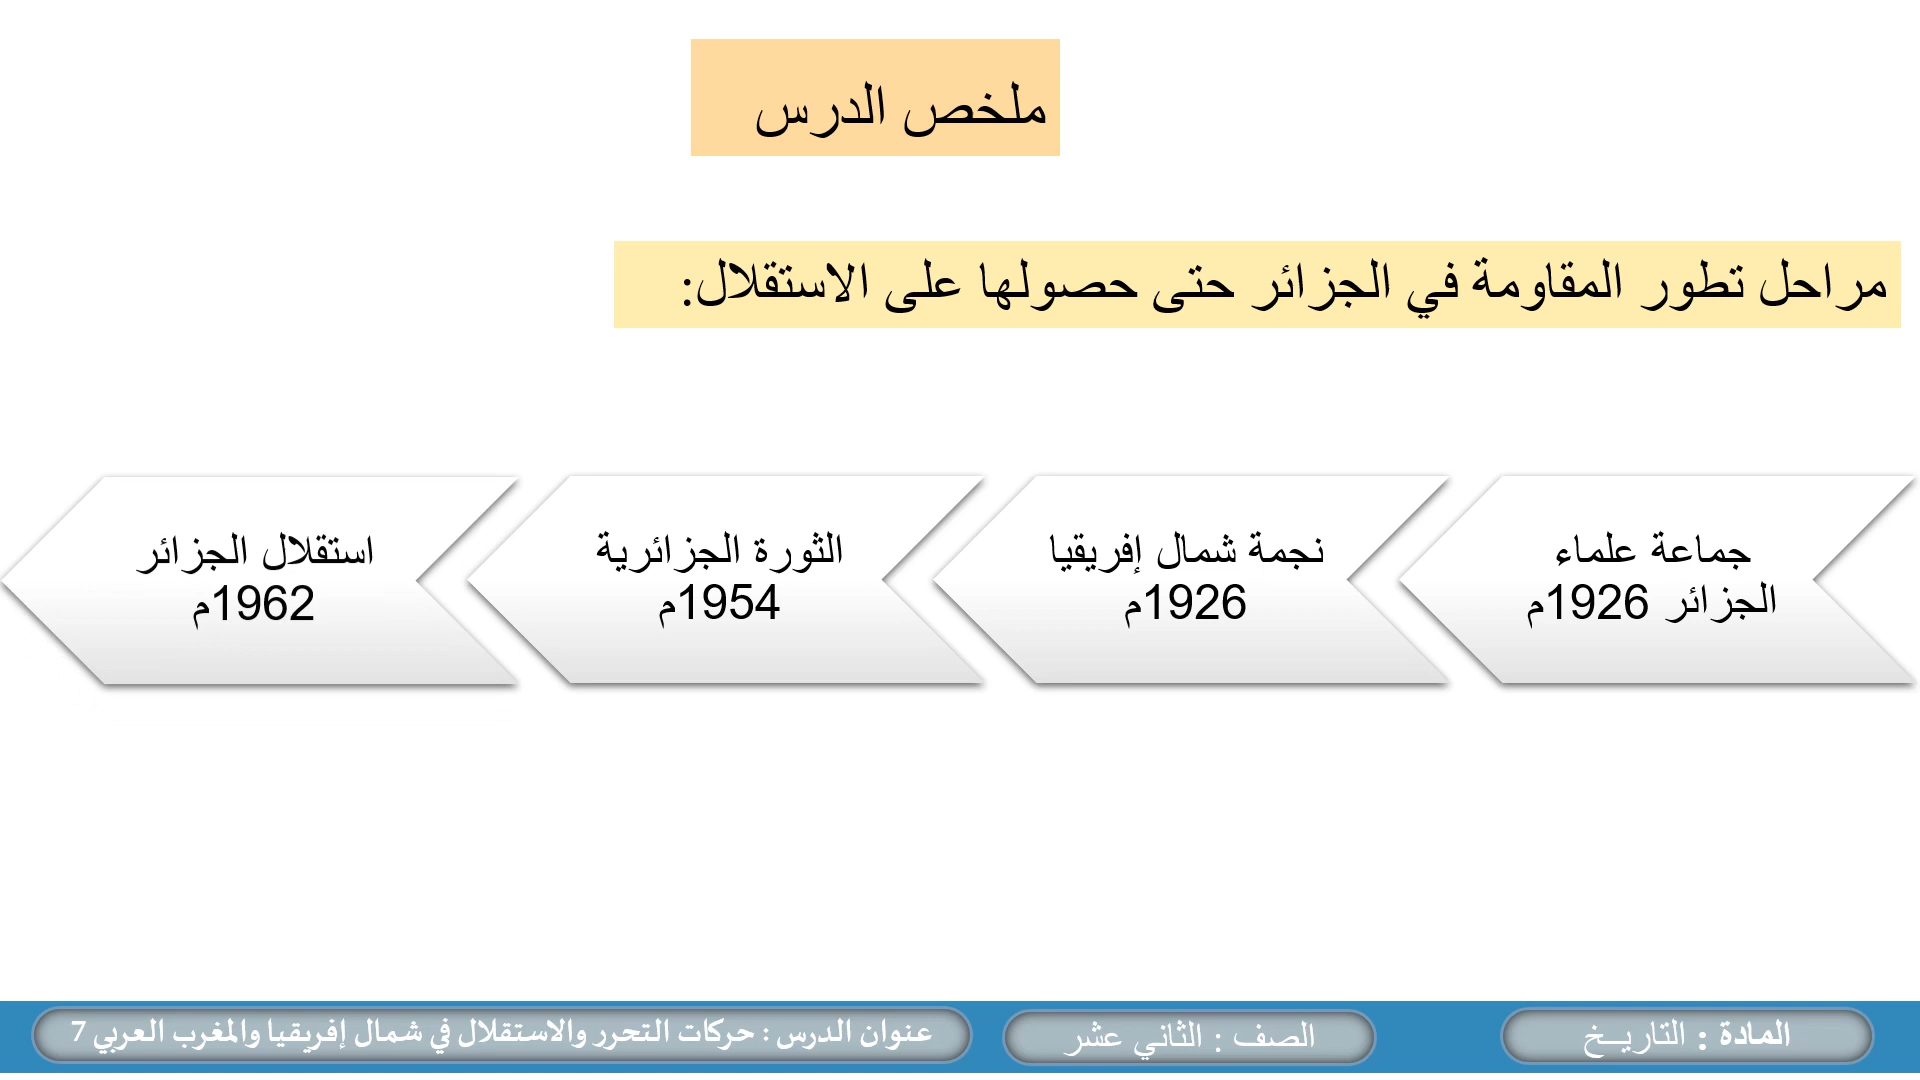 ملخص الدرس
مراحل تطور المقاومة في الجزائر حتى حصولها على الاستقلال:
جماعة علماء
الجزائر 1926م
نجمة شمال إفريقيا
1926م
الثورة الجزائرية
1954م
استقلال الجزائر
1962م
المادة : التاريـــخ
الصف : الثاني عشر
عنوان الدرس : حركات التحرر والاستقلال في شمال إفريقيا والمغرب العربي 7